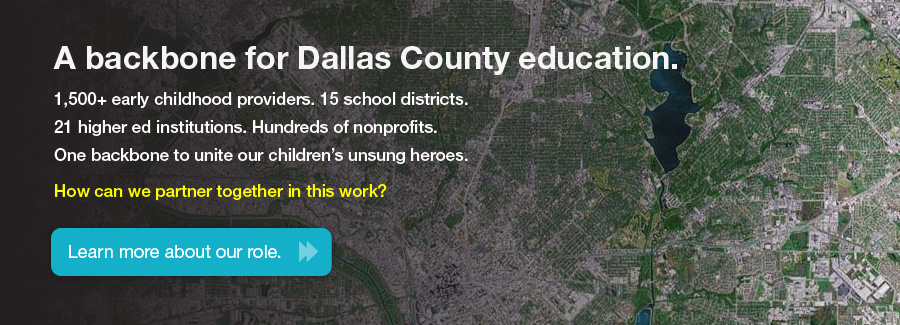 A backbone for Dallas County education.
1,500+ early childhood providers. 15 school districts.
21 higher ed institutions. Hundreds of nonprofits.
One backbone to unite our children’s unsung heroes.
How can we partner together in this work?
Learn more about our role.